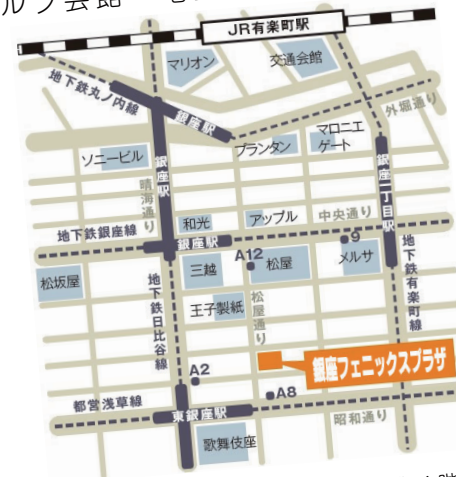 ルプ会館
JR有楽町駅
マリオン
交通会館
地下鉄丸ノ内線
銀座駅
外堀通り
ソニービル
プランタン
マロニエ
ゲート
銀座駅
晴海通り
銀座一丁目駅
和光
アップル
中央通り
地下鉄銀座線
銀座駅
A12
9
松坂屋
三越
松屋
メルサ
地下鉄日比谷線
王子製紙
松屋通り
地下鉄有楽町線
銀座フェニックスプラザ
A2
A8
都営浅草線
東銀座駅
昭和通り
歌舞伎座